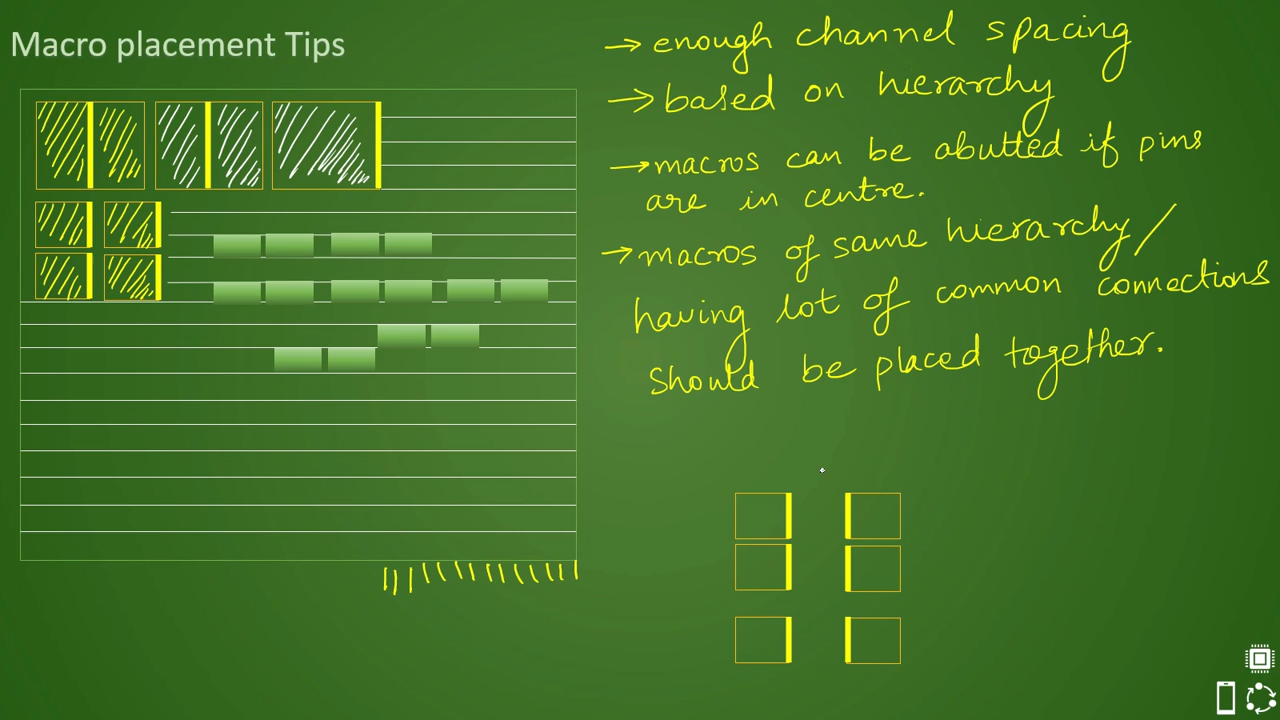 Macro placement Tips
→ enough channel spacing
→ based on hierarchy
→ macros can be abutted if pins
are in centre.
→ macros of same hierarchy/
having lot of common connections
should be placed together.